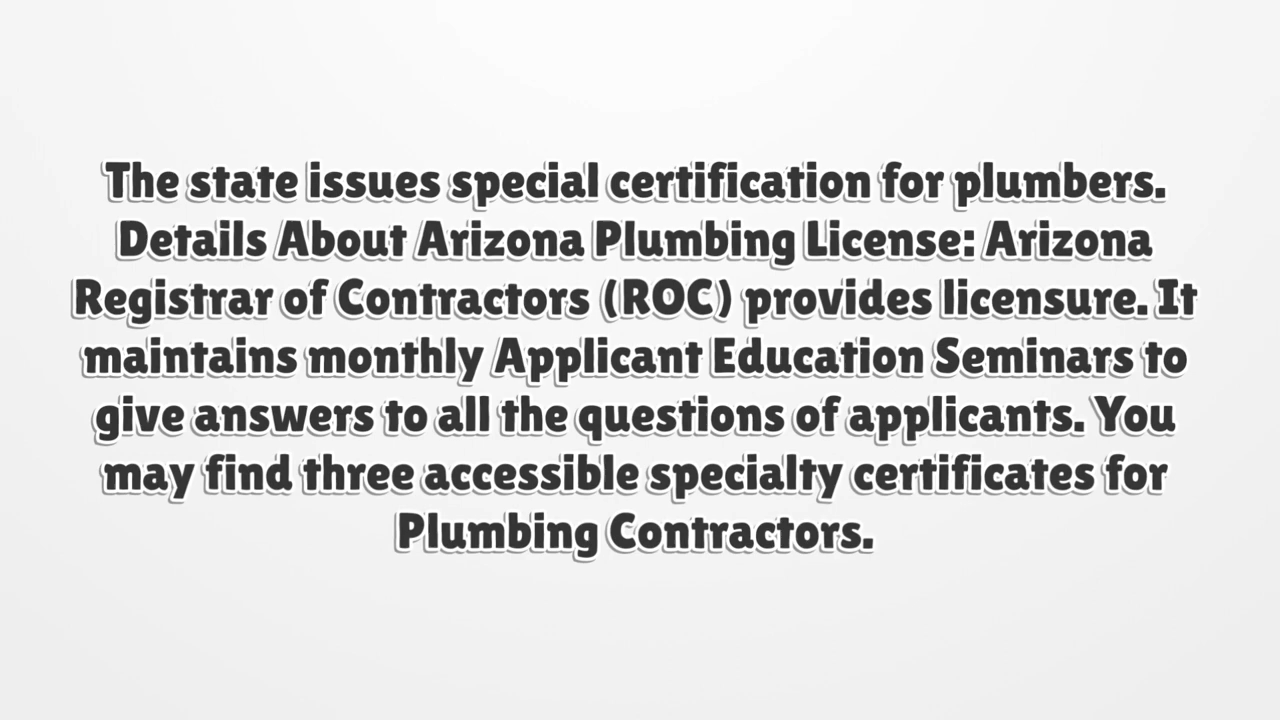 The state issues special certification for plumbers.
Details About Arizona Plumbing License: Arizona
Registrar of Contractors (ROC) provides licensure. It
maintains monthly Applicant Education Seminars to
give answers to all the questions of applicants. You
may find three accessible specialty certificates for
Plumbing Contractors.